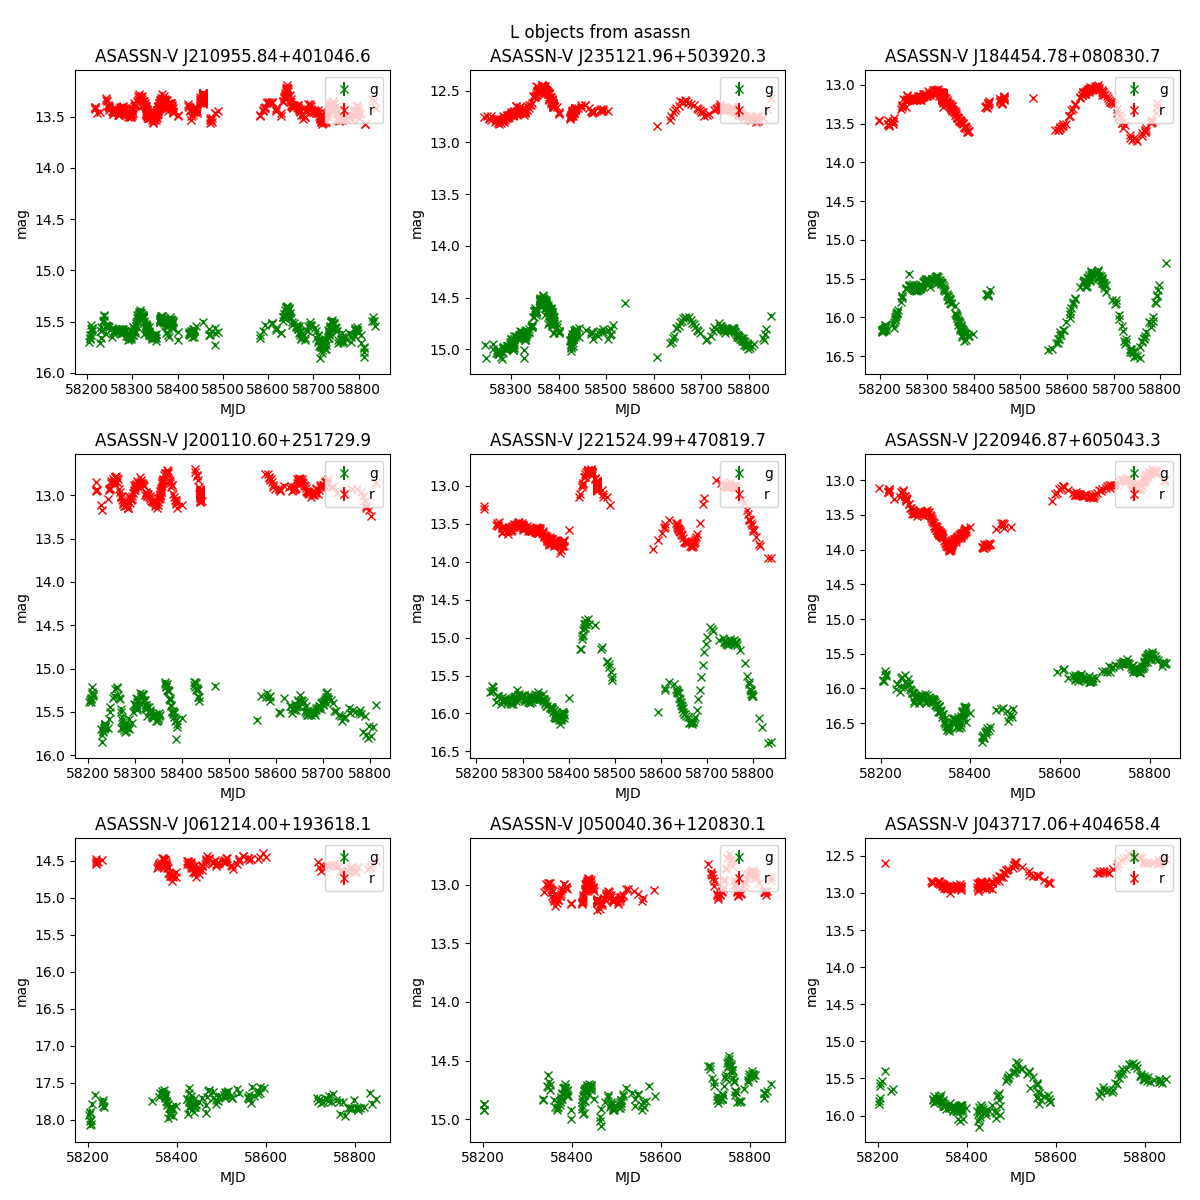 L objects from asassn
ASASSN-V J210955.84+401046.6
ASASSN-V J235121.96+503920.3
ASASSN-V J184454.78+080830.7
13.5
14.0
14.5
15.0
15.5
16.0
mag
58200 58300 58400 58500 58600 58700 58800
MJD
g
r
12.5
13.0
13.5
14.0
14.5
15.0
mag
58300 58400 58500 58600 58700 58800
MJD
g
r
13.0
13.5
14.0
14.5
15.0
15.5
16.0
16.5
mag
58200 58300 58400 58500 58600 58700 58800
MJD
g
r
ASASSN-V J200110.60+251729.9
ASASSN-V J221524.99+470819.7
ASASSN-V J220946.87+605043.3
13.0
13.5
14.0
14.5
15.0
15.5
16.0
mag
58200 58300 58400 58500 58600 58700 58800
MJD
g
r
13.0
13.5
14.0
14.5
15.0
15.5
16.0
16.5
mag
58200 58300 58400 58500 58600 58700 58800
MJD
g
r
13.0
13.5
14.0
14.5
15.0
15.5
16.0
16.5
mag
58200 58400 58600 58800
MJD
g
r
ASASSN-V J061214.00+193618.1
ASASSN-V J050040.36+120830.1
ASASSN-V J043717.06+404658.4
14.5
15.0
15.5
16.0
16.5
17.0
17.5
18.0
mag
58200 58400 58600 58800
MJD
g
r
13.0
13.5
14.0
14.5
15.0
mag
58200 58400 58600 58800
MJD
g
r
12.5
13.0
13.5
14.0
14.5
15.0
15.5
16.0
mag
58200 58400 58600 58800
MJD
g
r